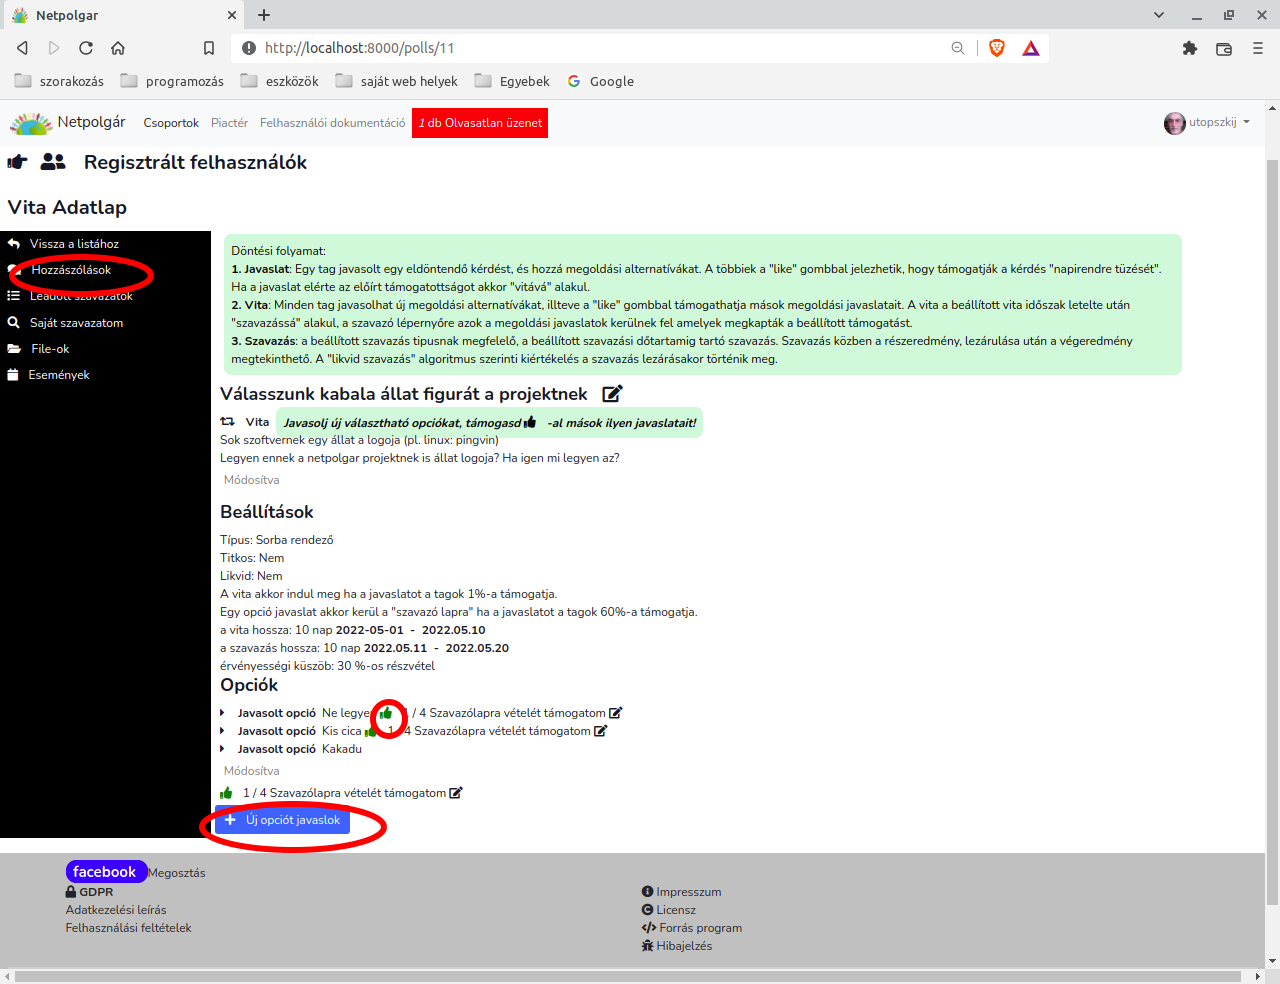 Netpolgar
http://localhost:8000/polls/11
szorakozás programozás eszközök saját web helyek Egyebek Google
Netpolgár Csoportok Piactér Felhasználói dokumentáció 1 db Olvasatlan üzenet utopszkij
Regisztrált felhasználók
Vita Adatlap
Vissza a listához
Hozzászólások
Leadott szavazatok
Saját szavazatom
File-ok
Események
Döntési folyamat:
1. Javaslat: Egy tag javasolt egy eldöntendő kérdést, és hozzá megoldási alternatívákat. A többiek a "like" gombbal jelezhetik, hogy támogatják a kérdés "napirendre tüzését".
Ha a javaslat elérte az előírt támogatottságot akkor "vitává" alakul.
2. Vita: Minden tag javasolhat új megoldási alternatívákat, illteve a "like" gombbal támogathatja mások megoldási javaslatait. A vita a beállított vita időszak letelte után
"szavazássá" alakul, a szavazó lépernyőre azok a megoldási javaslatok kerülnek fel amelyek megkapták a beállított támogatást.
3. Szavazás: a beállított szavazás tipusnak megfelelő, a beállított szavazási dőtartamig tartó szavazás. Szavazás közben a részeredmény, lezárulása után a végeredmény
megtekinthető. A "likvid szavazás" algoritmus szerinti kiértékelés a szavazás lezárásakor történik meg.
Válasszunk kabala állat figurát a projektnek
Vita Javasolj új választható opciókat, támogasd -al mások ilyen javaslatait!
Sok szoftvernek egy állat a logoja (pl. linux: pingvin)
Legyen ennek a netpolgar projektnek is állat logoja? Ha igen mi legyen az?
Módosítva
Beállítások
Típus: Sorba rendező
Titkos: Nem
Likvid: Nem
A vita akkor indul meg ha a javaslatot a tagok 1%-a támogatja.
Egy opció javaslat akkor kerül a "szavazó lapra" ha a javaslatot a tagok 60%-a támogatja.
a vita hossza: 10 nap 2022-05-01 - 2022.05.10
a szavazás hossza: 10 nap 2022.05.11 - 2022.05.20
érvényességi küszöb: 30 %-os részvétel
Opciók
Javasolt opció Ne legye 1 / 4 Szavazólapra vételét támogatom
Javasolt opció Kis cica 1 / 4 Szavazólapra vételét támogatom
Javasolt opció Kakadu
Módosítva
1 / 4 Szavazólapra vételét támogatom
Új opciót javaslok
facebook Megosztás
GDPR
Adatkezelési leírás
Felhasználási feltételek
Impresszum
Licensz
Forrás program
Hibajelzés